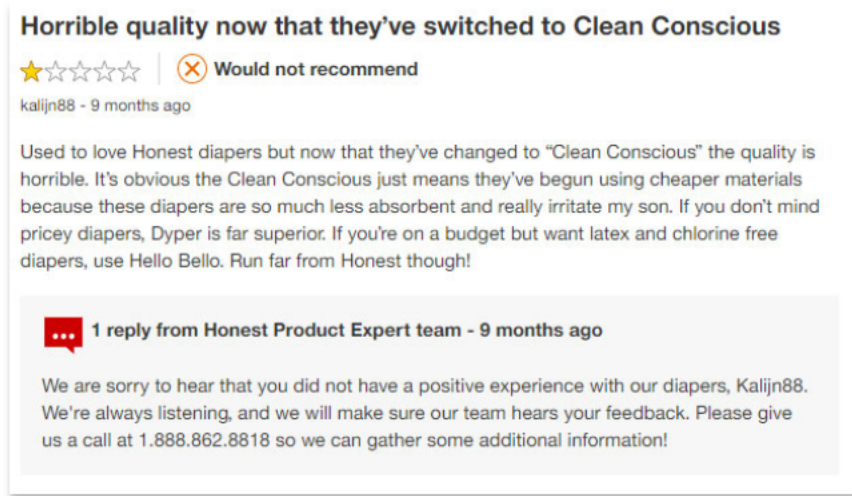 Horrible quality now that they've switched to Clean Conscious
Would not recommend
kalijn88 - 9 months ago
Used to love Honest diapers but now that they've changed to “Clean Conscious” the quality is
horrible. It's obvious the Clean Conscious just means they've begun using cheaper materials
because these diapers are so much less absorbent and really irritate my son. If you don't mind
pricey diapers, Dyper is far superior. If you're on a budget but want latex and chlorine free
diapers, use Hello Bello. Run far from Honest though!
1 reply from Honest Product Expert team - 9 months ago
We are sorry to hear that you did not have a positive experience with our diapers, Kalijn88.
We're always listening, and we will make sure our team hears your feedback. Please give
us a call at 1.888.862.8818 so we can gather some additional information!